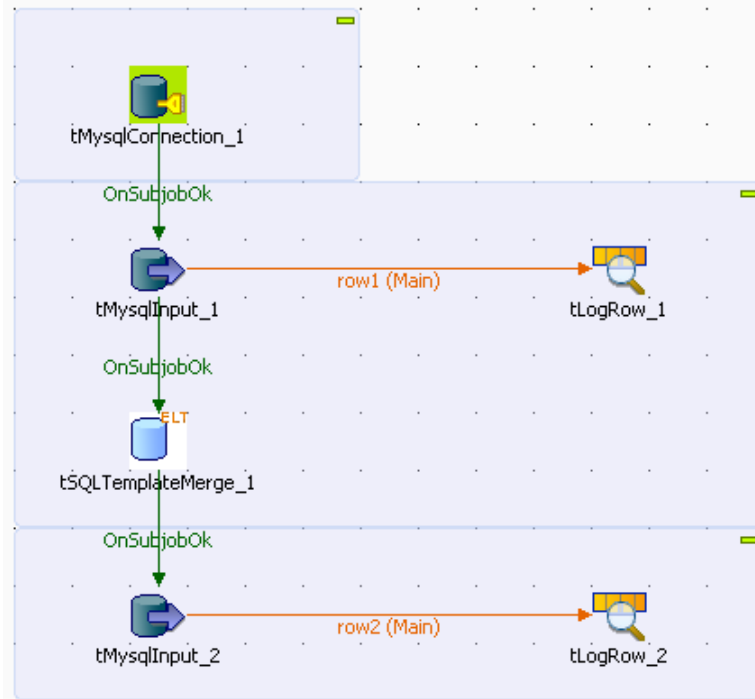 tMysqlConnection_1
OnSubjobOk
row1 (Main)
tMysqlInput_1
tLogRow_1
OnSubjobOk
ELT
tSQLTemplateMerge_1
OnSubjobOk
row2 (Main)
tMysqlInput_2
tLogRow_2